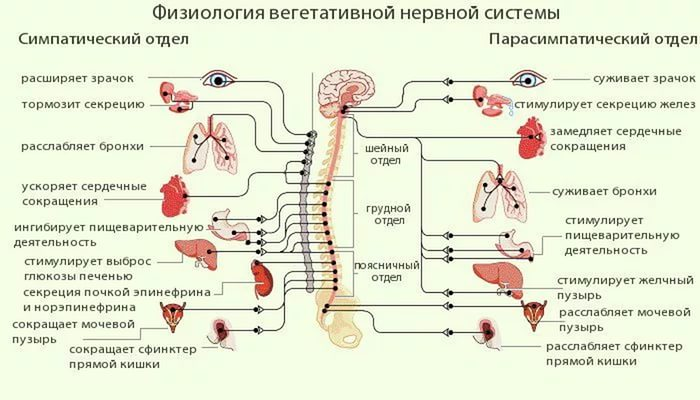 Физиология вегетативной нервной системы
Симпатический отдел
Парасимпатический отдел
расширяет зрачок
тормозит секрецию
расслабляет бронхи
ускоряет сердечные
сокращения
ингибирует пищеварительную
деятельность
стимулирует выброс
глюкозы печенью
секреция почкой эпинефрина
и норэпинефрина
сокращает мочевой
пузырь
сокращает сфинктер
прямой кишки
шейный
отдел
грудной
отдел
поясничный
отдел
суживает зрачок
стимулирует секрецию желез
замедляет сердечные
сокращения
суживает бронхи
стимулирует
пищеварительную
деятельность
стимулирует желчный
пузырь
расслабляет мочевой
пузырь
расслабляет сфинктер
прямой кишки